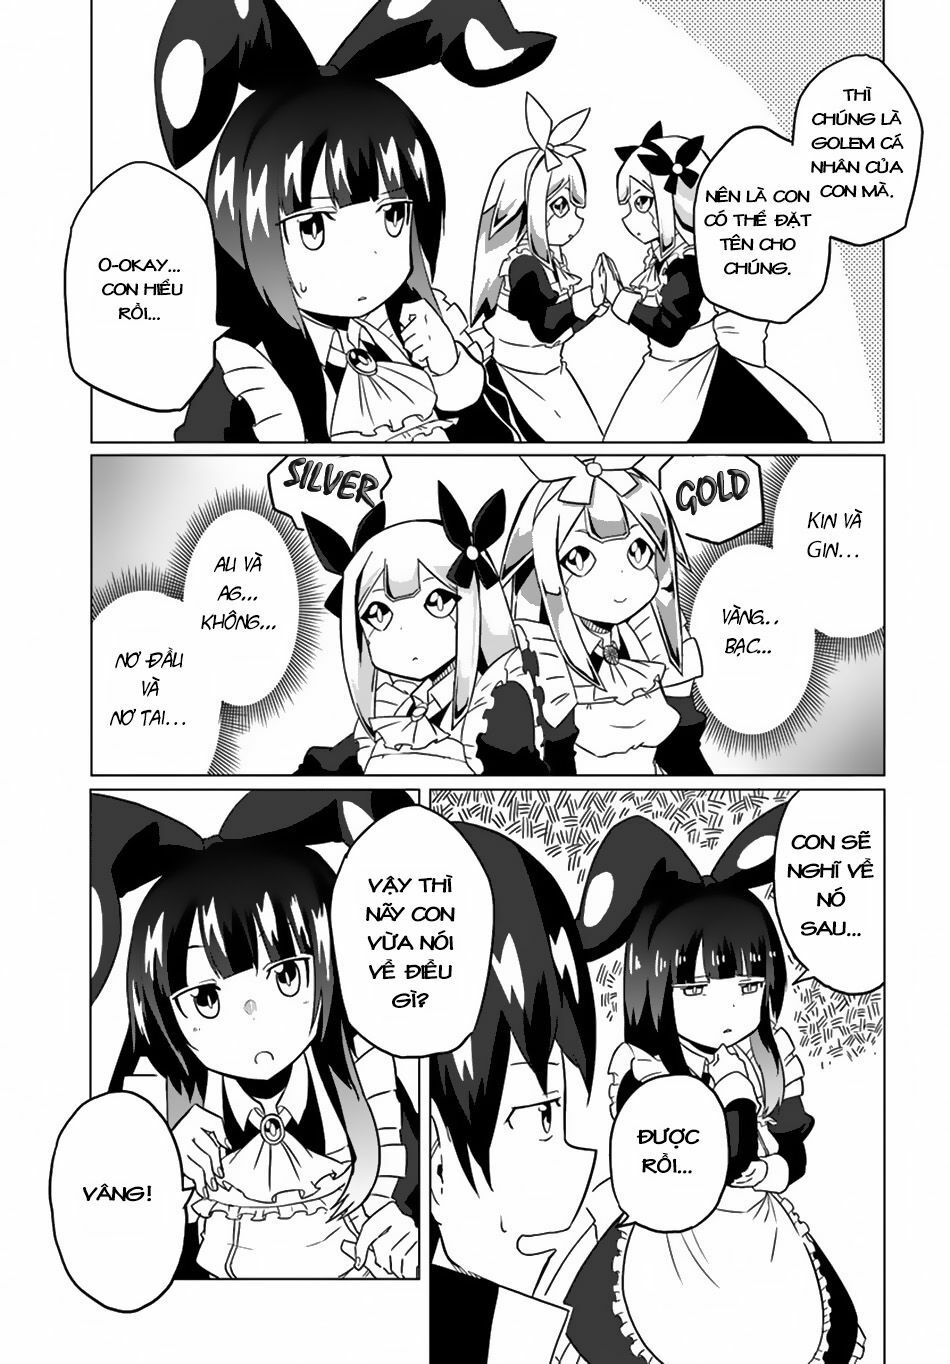 THÌ
CHÚNG LÀ
GOLEM CÁ
NHÂN CỦA
CON MÀ.
NÊN LÀ CON
CÓ THỂ ĐẶT
TÊN CHO
CHÚNG.
O-OKAY...
CON HIỂU
RỒI...
KIN VÀ
GIN...
VÀNG..
BẠC...
GOLD
SILVER
AU VÀ
AG...
KHÔNG...
NƠ ĐẦU
VÀ
NƠ TAI...
CON SẼ
NGHĨ VỀ
NÓ
SAU...
ĐƯỢC
RỒI...
VẬY THÌ
NÃY CON
VỪA NÓI
VỀ ĐIỀU
GÌ?
VÂNG!